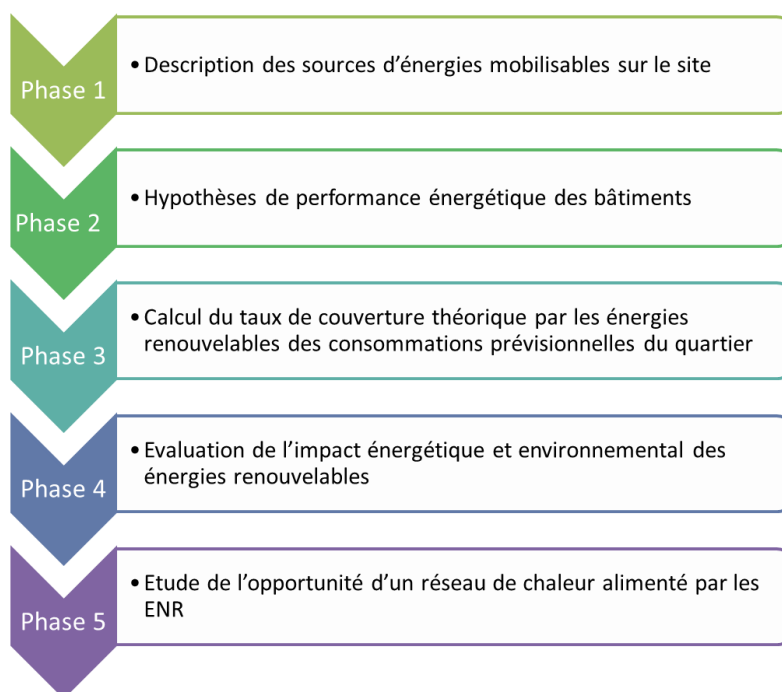 Phase 1
• Description des sources d'énergies mobilisables sur le site
Phase 2
• Hypothèses de performance énergétique des bâtiments
Phase 3
• Calcul du taux de couverture théorique par les énergies
renouvelables des consommations prévisionnelles du quartier
Phase 4
• Evaluation de l'impact énergétique et environnemental des
énergies renouvelables
Phase 5
• Etude de l'opportunité d'un réseau de chaleur alimenté par les
ENR